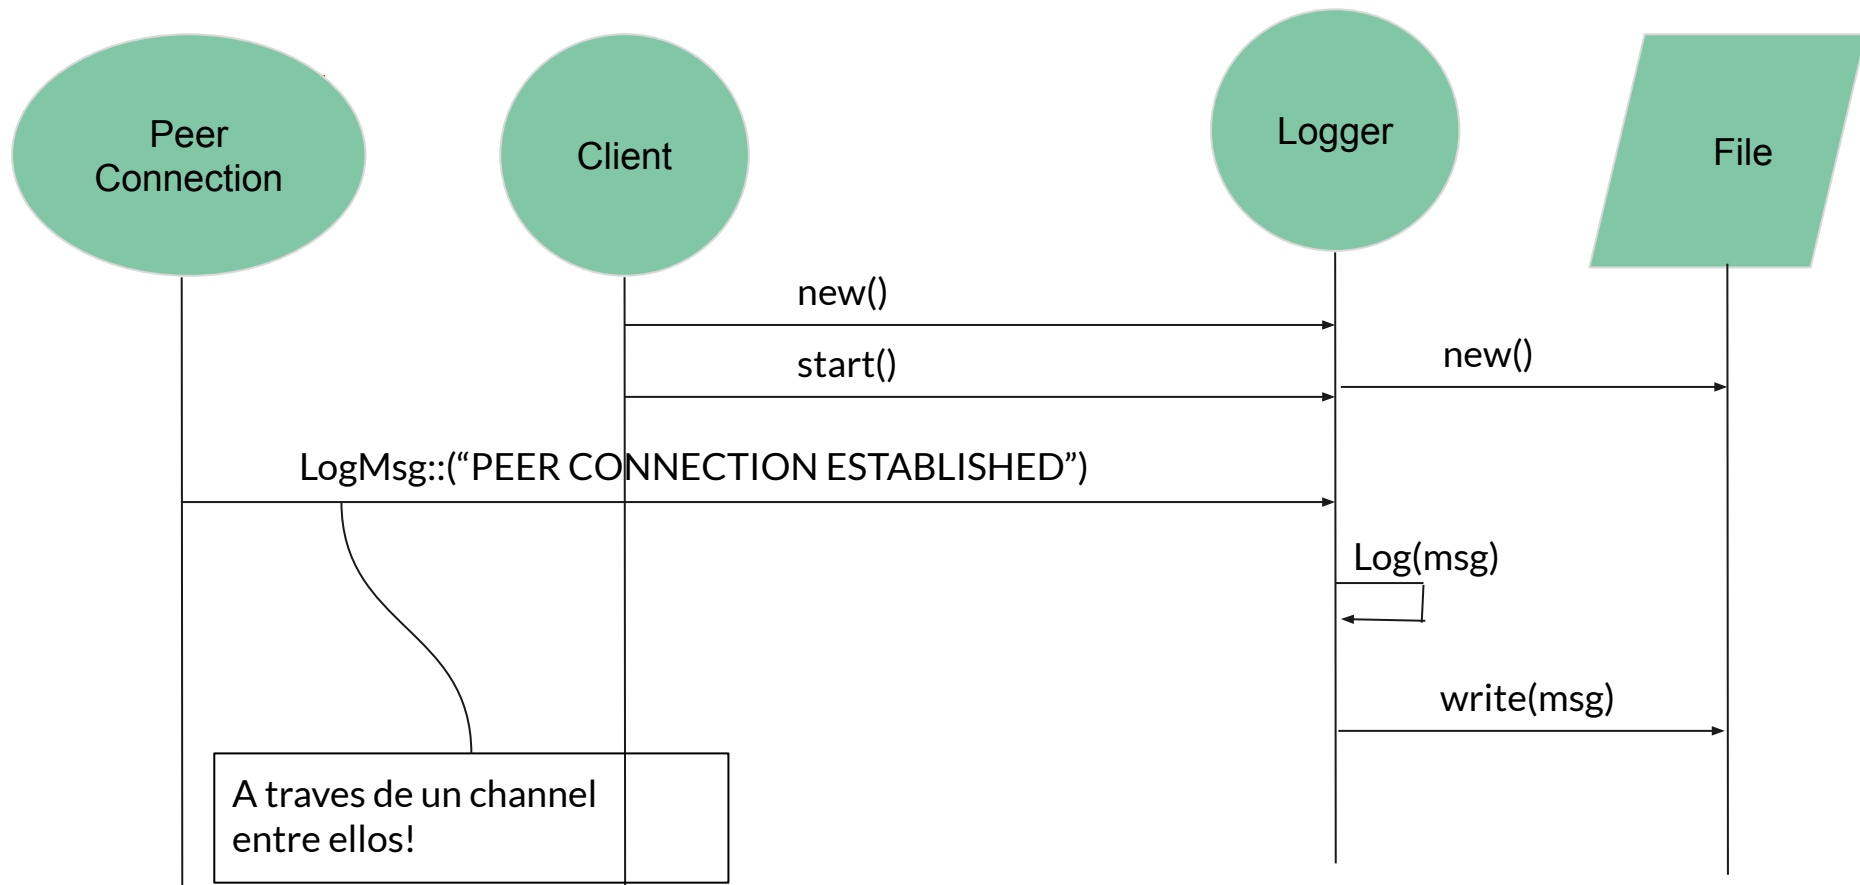 Peer
Connection
Client
Logger
File
new()
start()
new()
LogMsg::(“PEER CONNECTION ESTABLISHED”)
Log(msg)
write(msg)
A traves de un channel
entre ellos!